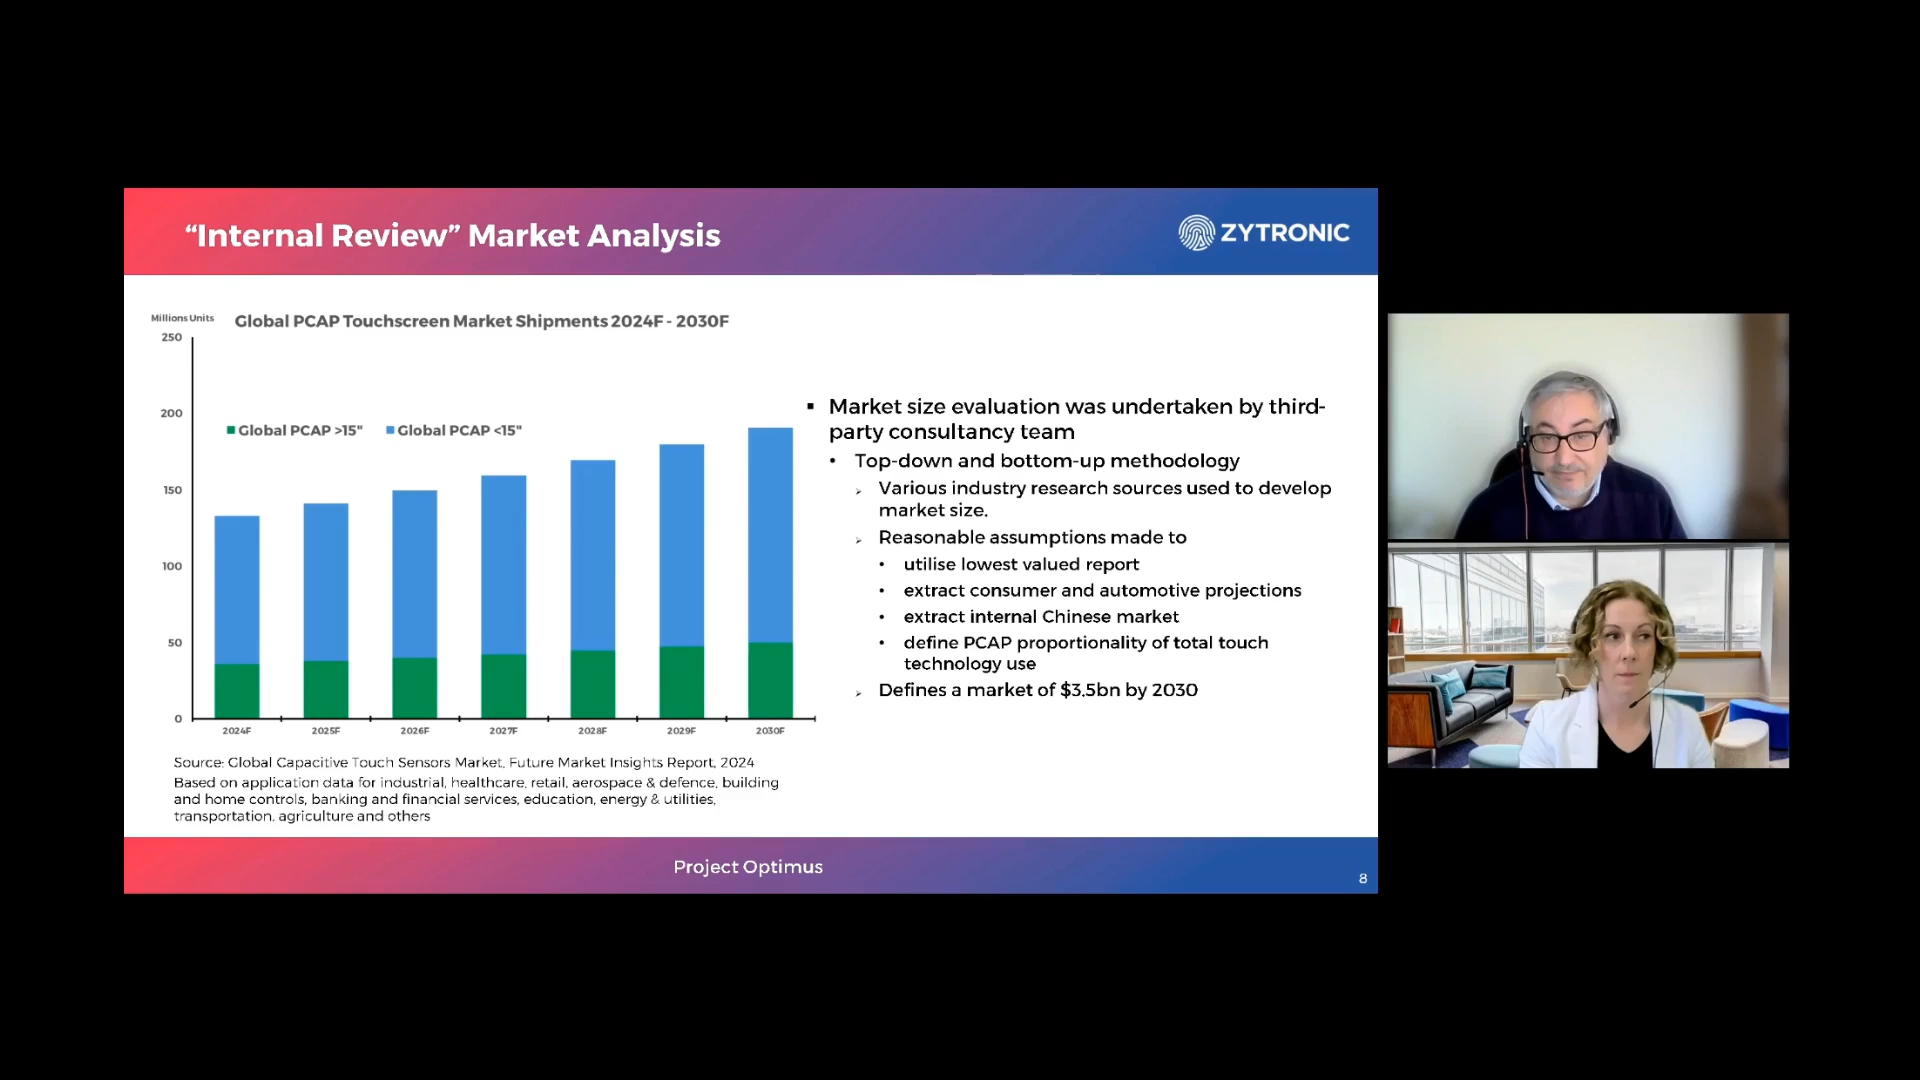 “Internal Review” Market Analysis
ZYTRONIC
Millions Units
Global PCAP Touchscreen Market Shipments 2024F - 2030F
250
200
150
100
50
0
Global PCAP >15"
Global PCAP <15"
2024F
2025F
2026F
2027F
2028F
2029F
2030F
Source: Global Capacitive Touch Sensors Market, Future Market Insights Report, 2024
Based on application data for industrial, healthcare, retail, aerospace & defence, building
and home controls, banking and financial services, education, energy & utilities,
transportation, agriculture and others
▪ Market size evaluation was undertaken by third-
party consultancy team
• Top-down and bottom-up methodology
➢ Various industry research sources used to develop
market size.
➢ Reasonable assumptions made to
• utilise lowest valued report
• extract consumer and automotive projections
• extract internal Chinese market
• define PCAP proportionality of total touch
technology use
➢ Defines a market of $3.5bn by 2030
Project Optimus
8